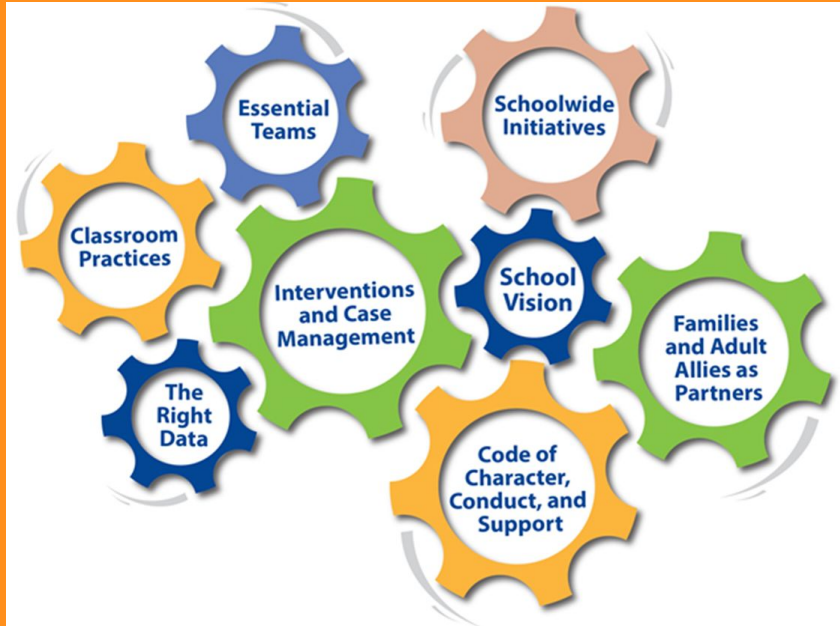 Essential
Teams
Schoolwide
Initiatives
Classroom
Practices
Interventions
and Case
Management
School
Vision
Families
and Adult
Allies as
Partners
The
Right
Data
Code of
Character,
Conduct, and
Support